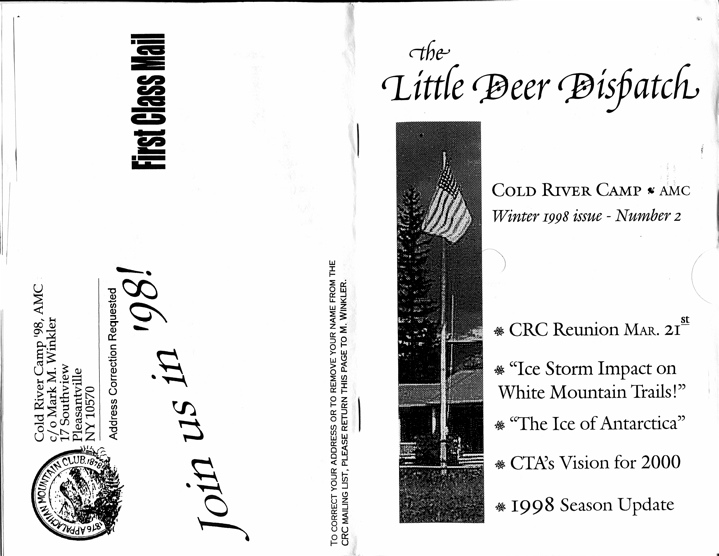 First Class Mail
Cold River Camp '98, AMC
c/o Mark M. Winkler
17 Southview
Pleasantville
NY 10570
Address Correction Requested
1876 APPALACHIAN MOUNTAIN CLUB 1876
Join us in '98!
TO CORRECT YOUR ADDRESS OR TO REMOVE YOUR NAME FROM THE
CRC MAILING LIST, PLEASE RETURN THIS PAGE TO M. WINKLER.
the
Little Deer Dispatch
COLD RIVER CAMP AMC
Winter 1998 issue - Number 2
CRC Reunion MAR. 21st
"Ice Storm Impact on
White Mountain Trails!"
"The Ice of Antarctica"
CTA's Vision for 2000
1998 Season Update